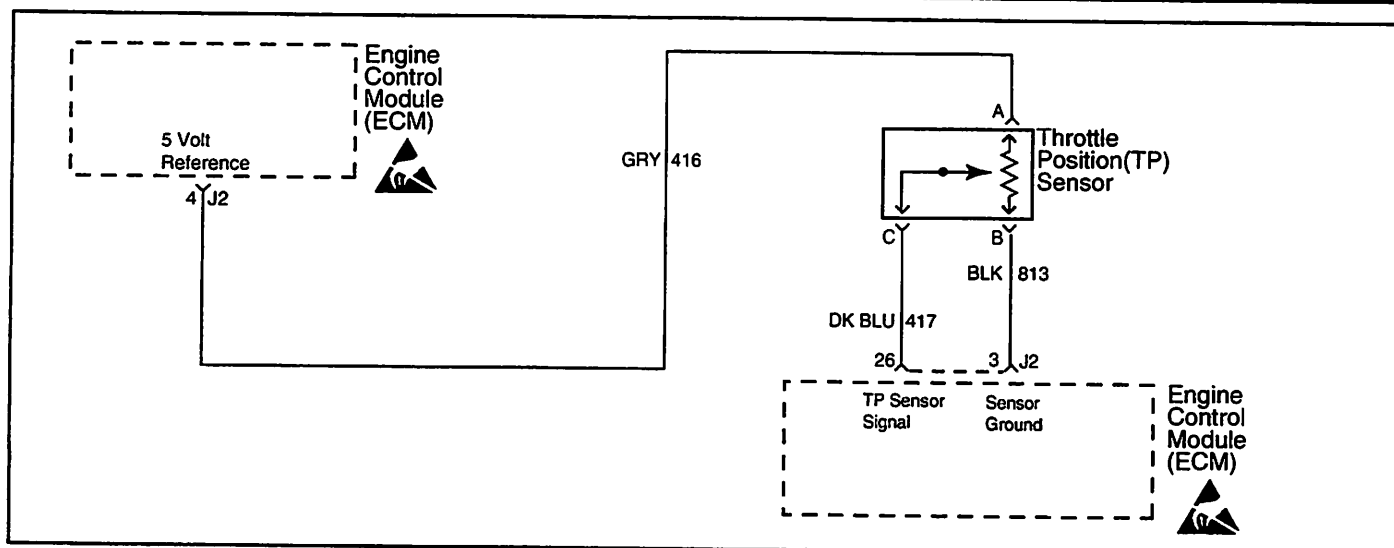 Engine
Control
Module
(ECM)
5 Volt
Reference
4 J2
GRY 416
A
Throttle
Position(TP)
Sensor
C B
BLK 813
DK BLU 417
26 3 J2
TP Sensor
Signal
Sensor
Ground
Engine
Control
Module
(ECM)